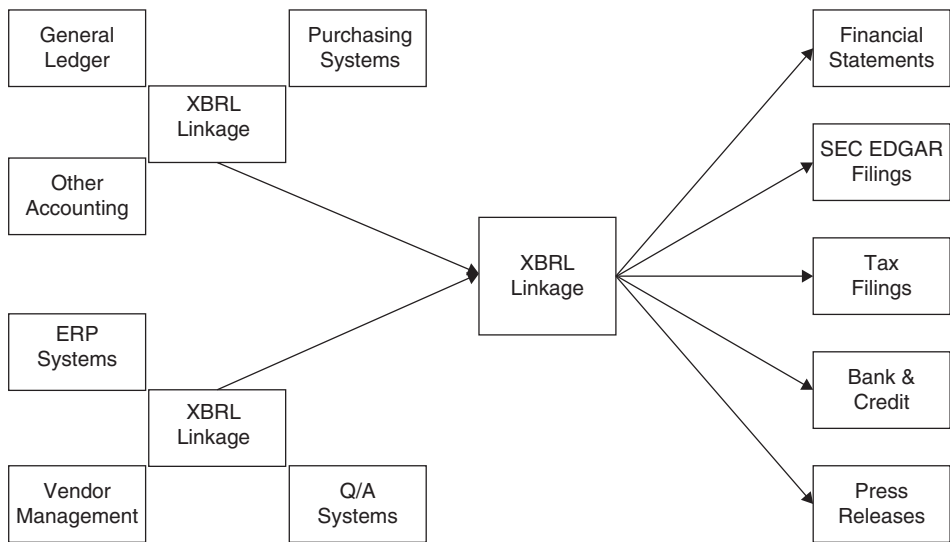 General
Ledger
Purchasing
Systems
XBRL
Linkage
Other
Accounting
ERP
Systems
XBRL
Linkage
Vendor
Management
Q/A
Systems
XBRL
Linkage
Financial
Statements
SEC EDGAR
Filings
Tax
Filings
Bank &
Credit
Press
Releases